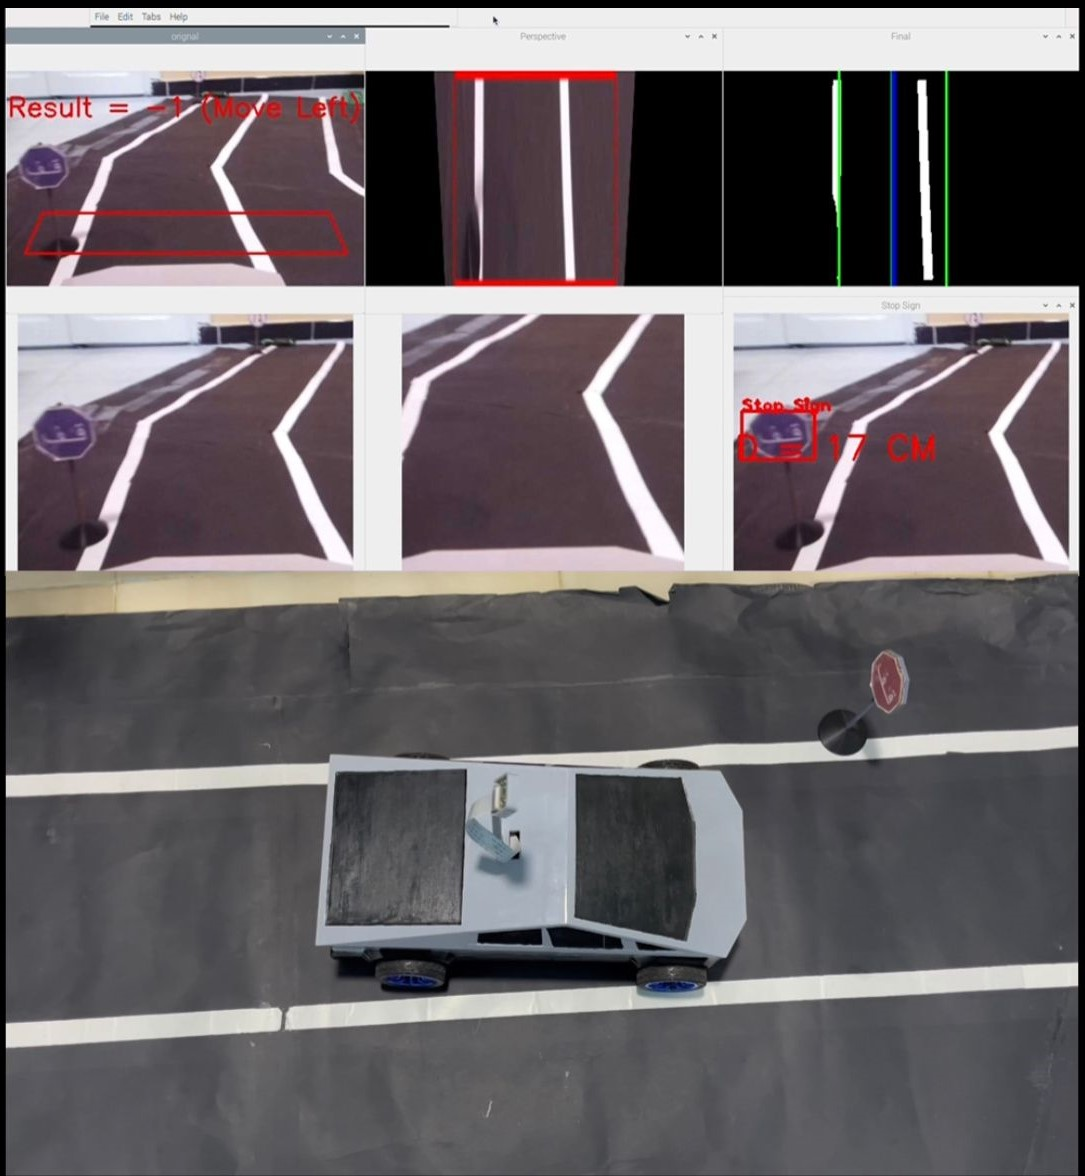 File Edit Tabs Help
orignal
Perspective
Final
Result = -1 (Move Left)
Stop Sign
Stop Sign
D = 17 CM